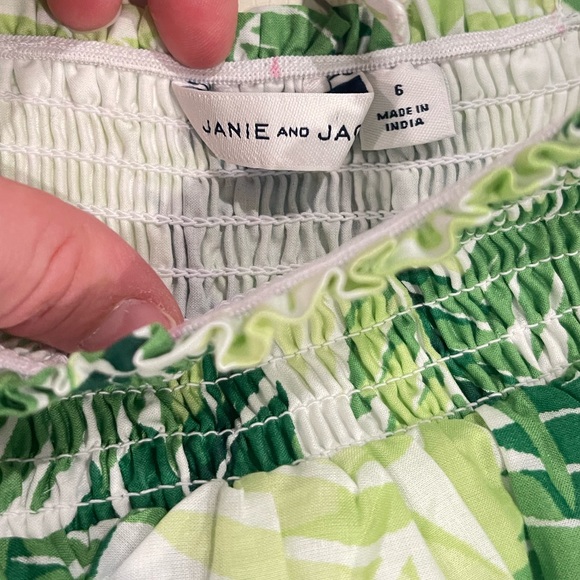 JANIE AND JAC
6
MADE IN
INDIA